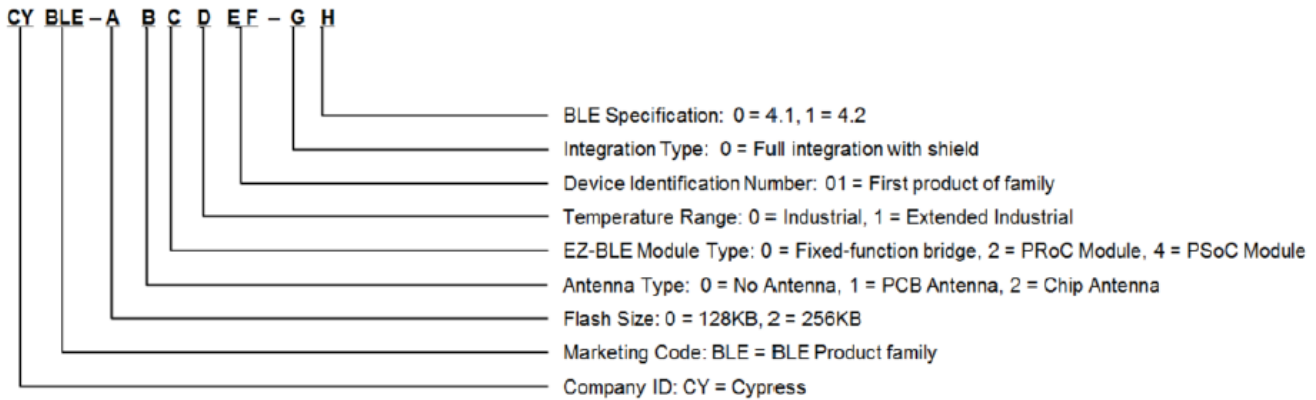 CY BLE – A B C D E F – G H
BLE Specification: 0 = 4.1, 1 = 4.2
Integration Type: 0 = Full integration with shield
Device Identification Number: 01 = First product of family
Temperature Range: 0 = Industrial, 1 = Extended Industrial
EZ-BLE Module Type: 0 = Fixed-function bridge, 2 = PRoC Module, 4 = PSoC Module
Antenna Type: 0 = No Antenna, 1 = PCB Antenna, 2 = Chip Antenna
Flash Size: 0 = 128KB, 2 = 256KB
Marketing Code: BLE = BLE Product family
Company ID: CY = Cypress